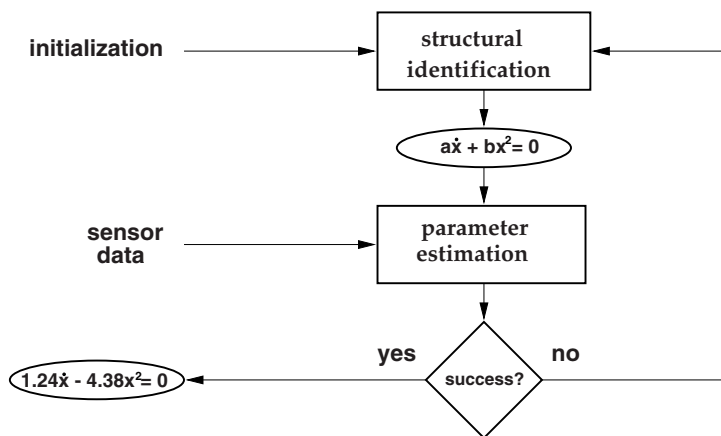 initialization
structural
identification
aẋ + bx²= 0
sensor
data
parameter
estimation
yes
no
success?
1.24ẋ - 4.38x²= 0